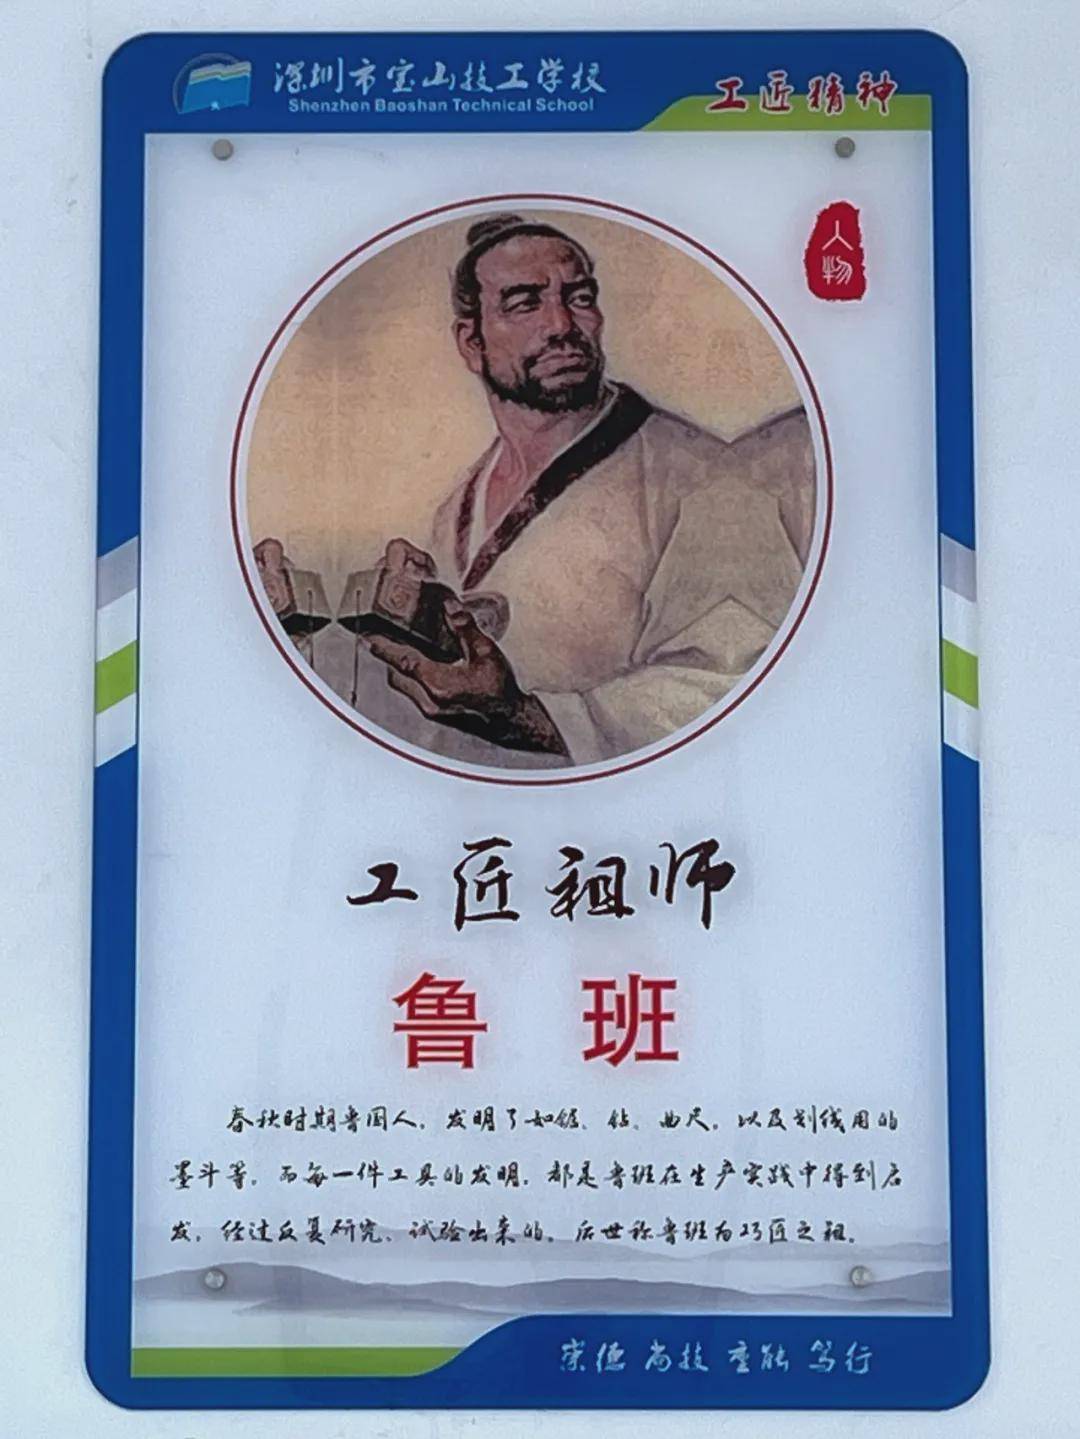 深圳市宝山技工学校
Shenzhen Baoshan Technical School
工匠精神
人物
工匠祖师
鲁班
春秋时期鲁国人，发明了如锯、钻、曲尺，以及划线用的
墨斗等，而每一件工具的发明，都是鲁班在生产实践中得到启
发，经过反复研究、试验出来的，后世称鲁班为巧匠之祖。
崇德 尚技 重能 笃行